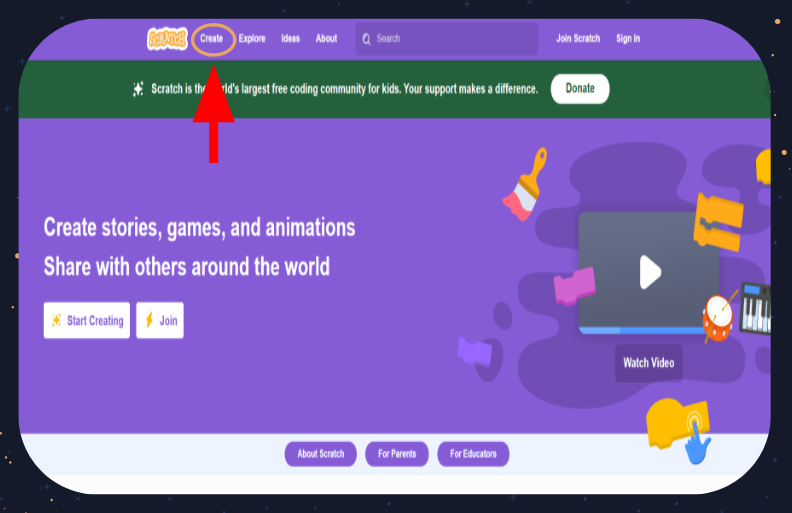 SCRATCH Create Explore Ideas About Search Join Scratch Sign in
Scratch is the world's largest free coding community for kids. Your support makes a difference. Donate
Create stories, games, and animations
Share with others around the world
Start Creating Join
Watch Video
About Scratch For Parents For Educators